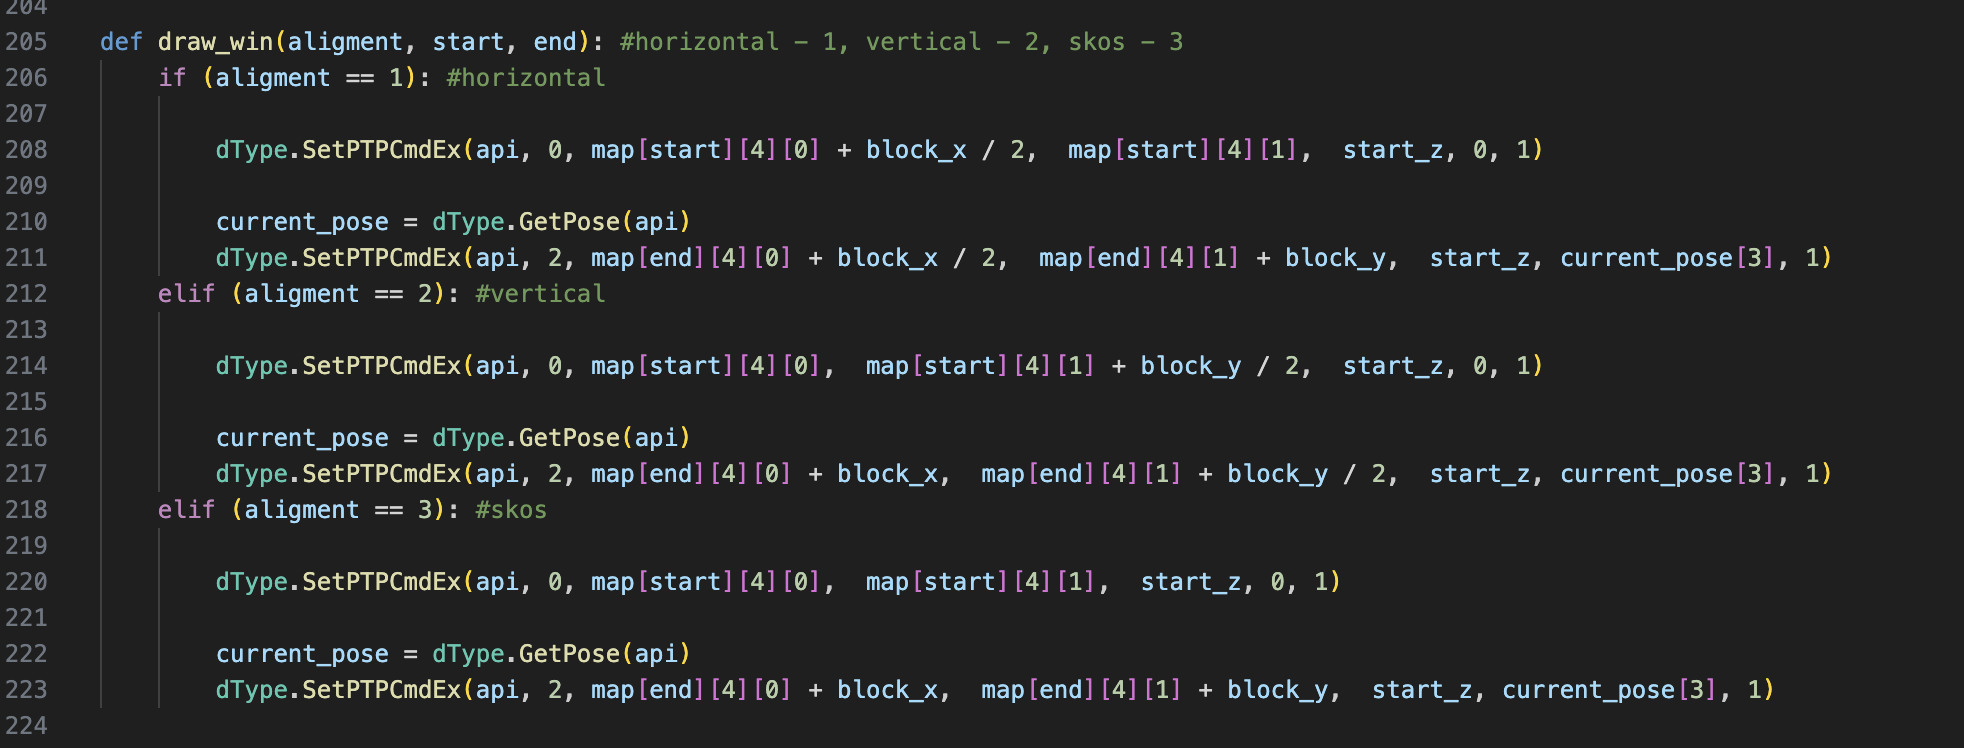 204
205 def draw_win(aligment, start, end): #horizontal - 1, vertical - 2, skos - 3
206 if (aligment == 1): #horizontal
207
208 dType.SetPTPCmdEx(api, 0, map[start][4][0] + block_x / 2,  map[start][4][1],  start_z, 0, 1)
209
210 current_pose = dType.GetPose(api)
211 dType.SetPTPCmdEx(api, 2, map[end][4][0] + block_x / 2,  map[end][4][1] + block_y,  start_z, current_pose[3], 1)
212 elif (aligment == 2): #vertical
213
214 dType.SetPTPCmdEx(api, 0, map[start][4][0],  map[start][4][1] + block_y / 2,  start_z, 0, 1)
215
216 current_pose = dType.GetPose(api)
217 dType.SetPTPCmdEx(api, 2, map[end][4][0] + block_x,  map[end][4][1] + block_y / 2,  start_z, current_pose[3], 1)
218 elif (aligment == 3): #skos
219
220 dType.SetPTPCmdEx(api, 0, map[start][4][0],  map[start][4][1],  start_z, 0, 1)
221
222 current_pose = dType.GetPose(api)
223 dType.SetPTPCmdEx(api, 2, map[end][4][0] + block_x,  map[end][4][1] + block_y,  start_z, current_pose[3], 1)
224